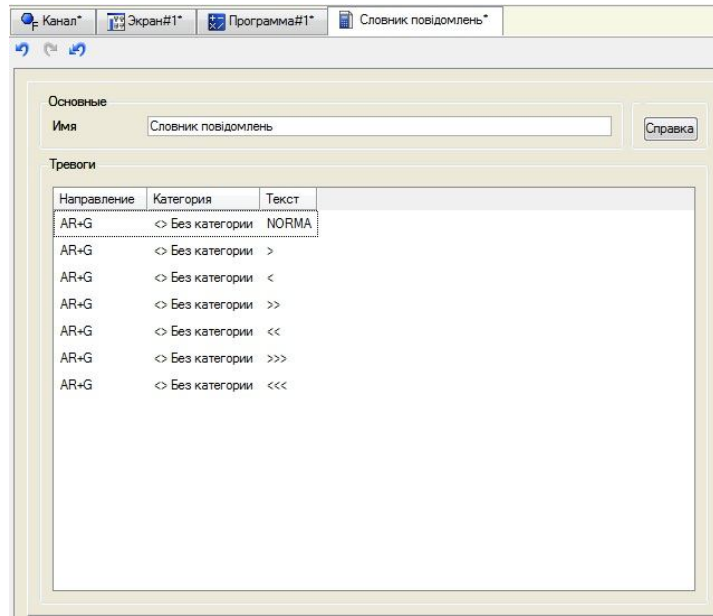 Канал* Экран#1* Программа#1* Словник повідомлень*
Основные
Имя Словник повідомлень Справка
Тревоги
Направление Категория Текст
AR+G <> Без категории NORMA
AR+G <> Без категории >
AR+G <> Без категории <
AR+G <> Без категории >>
AR+G <> Без категории <<
AR+G <> Без категории >>>
AR+G <> Без категории <<<